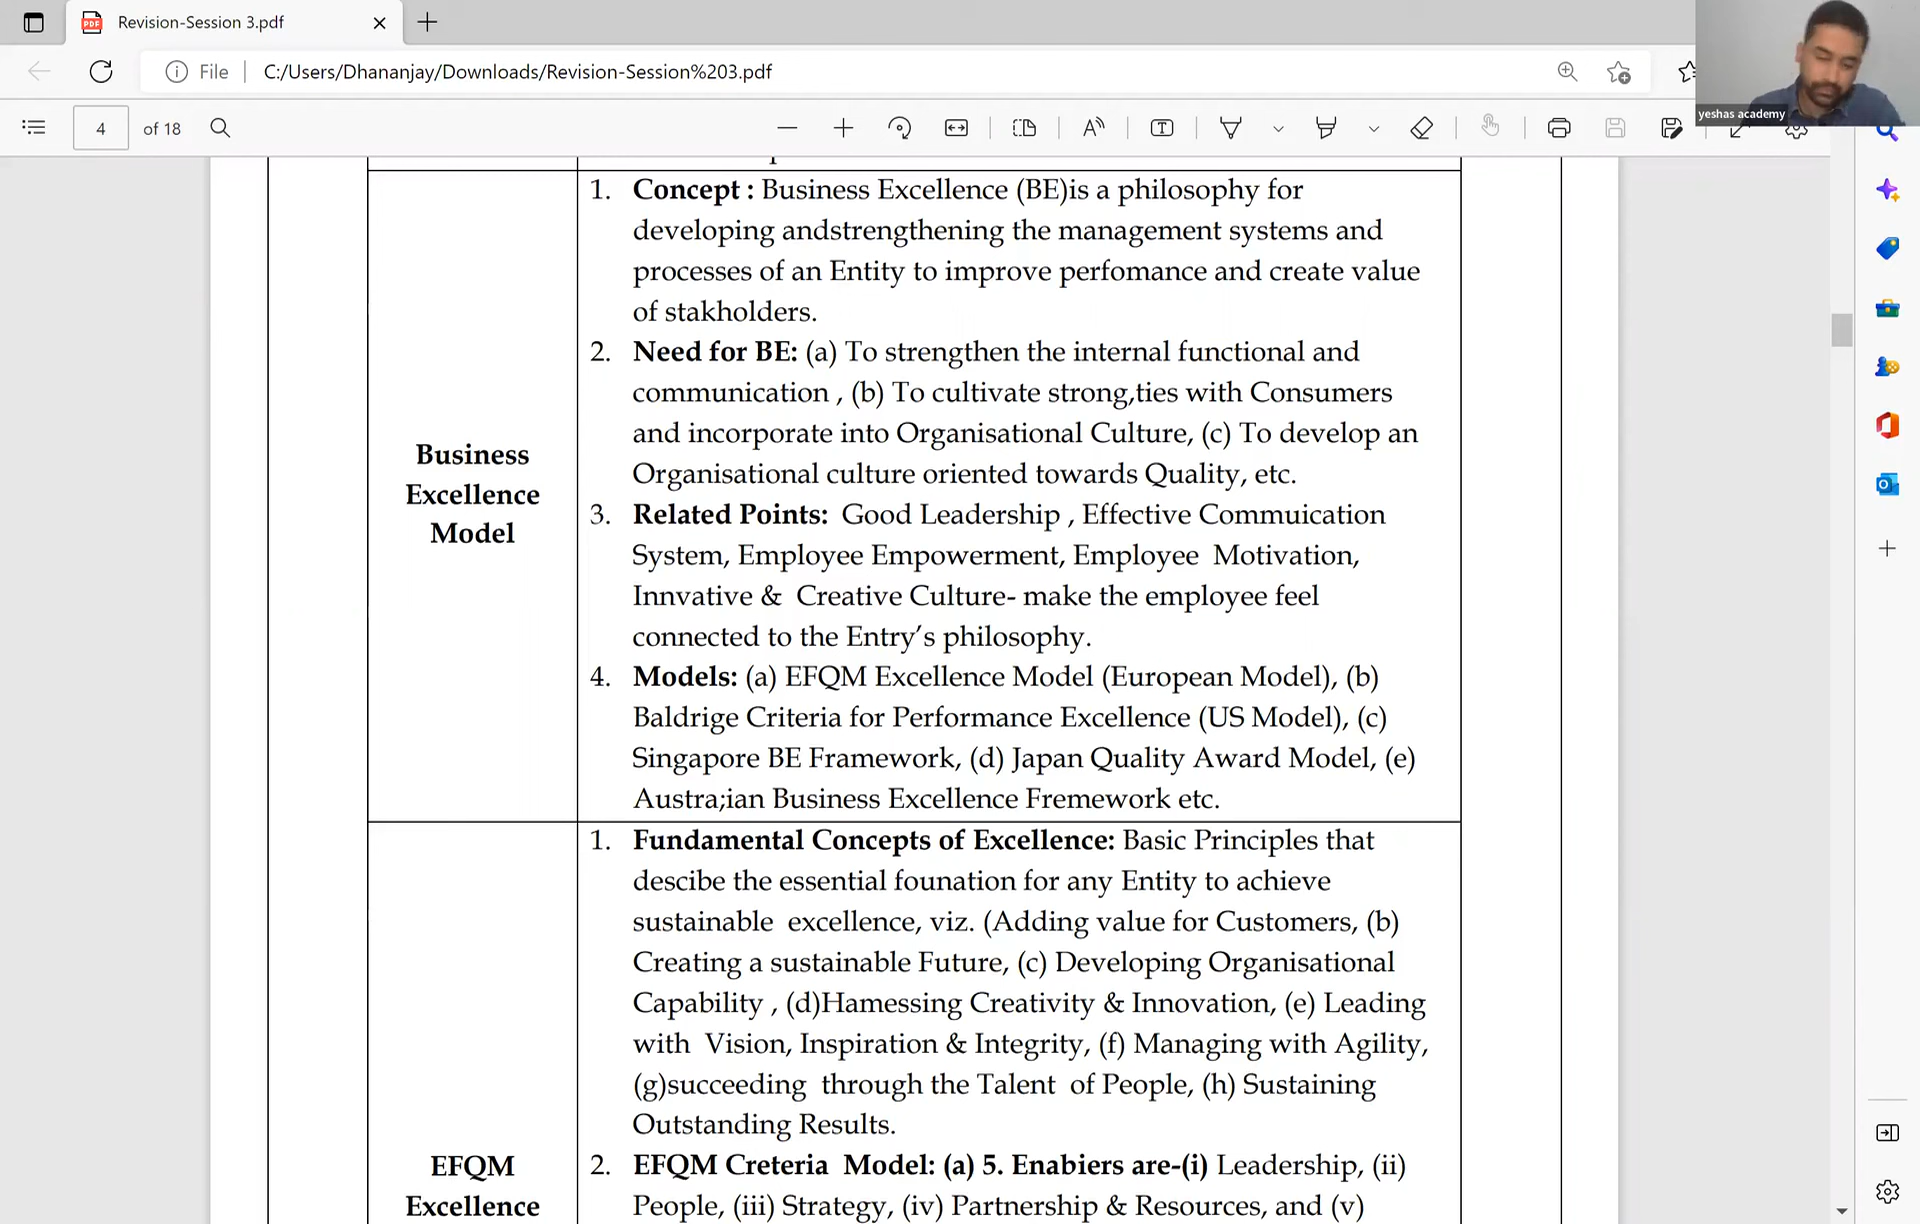 Revision-Session 3.pdf
File
C:/Users/Dhananjay/Downloads/Revision-Session%203.pdf
yeshas academy
4 of 18
1. Concept : Business Excellence (BE)is a philosophy for
developing andstrengthening the management systems and
processes of an Entity to improve perfomance and create value
of stakholders.
2. Need for BE: (a) To strengthen the internal functional and
communication , (b) To cultivate strong,ties with Consumers
and incorporate into Organisational Culture, (c) To develop an
Organisational culture oriented towards Quality, etc.
Business
Excellence
Model
3. Related Points: Good Leadership , Effective Commuication
System, Employee Empowerment, Employee Motivation,
Innvative & Creative Culture- make the employee feel
connected to the Entry's philosophy.
4. Models: (a) EFQM Excellence Model (European Model), (b)
Baldrige Criteria for Performance Excellence (US Model), (c)
Singapore BE Framework, (d) Japan Quality Award Model, (e)
Austra;ian Business Excellence Fremework etc.
1. Fundamental Concepts of Excellence: Basic Principles that
descibe the essential founation for any Entity to achieve
sustainable excellence, viz. (Adding value for Customers, (b)
Creating a sustainable Future, (c) Developing Organisational
Capability , (d)Hamessing Creativity & Innovation, (e) Leading
with Vision, Inspiration & Integrity, (f) Managing with Agility,
(g)succeeding through the Talent of People, (h) Sustaining
Outstanding Results.
EFQM
Excellence
2. EFQM Creteria Model: (a) 5. Enabiers are-(i) Leadership, (ii)
People, (iii) Strategy, (iv) Partnership & Resources, and (v)